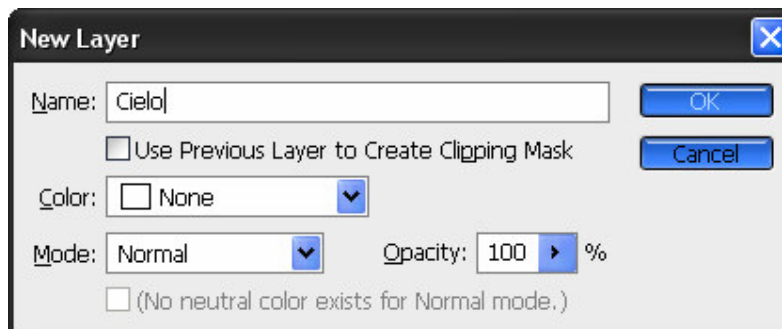 New Layer
Name: Cielo OK
Use Previous Layer to Create Clipping Mask Cancel
Color: None
Mode: Normal Opacity: 100 %
(No neutral color exists for Normal mode.)